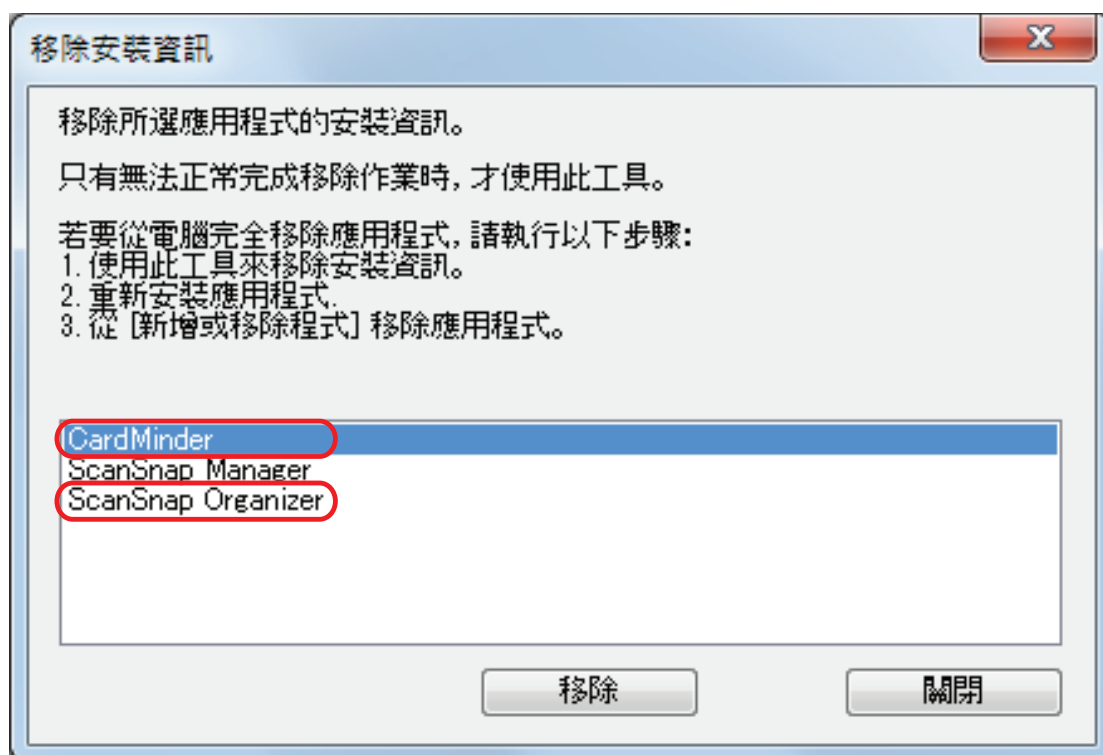 移除安裝資訊
移除所選應用程式的安裝資訊。
只有無法正常完成移除作業時, 才使用此工具。
若要從電腦完全移除應用程式, 請執行以下步驟:
1. 使用此工具來移除安裝資訊。
2. 重新安裝應用程式.
3. 從 [新增或移除程式] 移除應用程式。
CardMinder
ScanSnap Manager
ScanSnap Organizer
移除
關閉